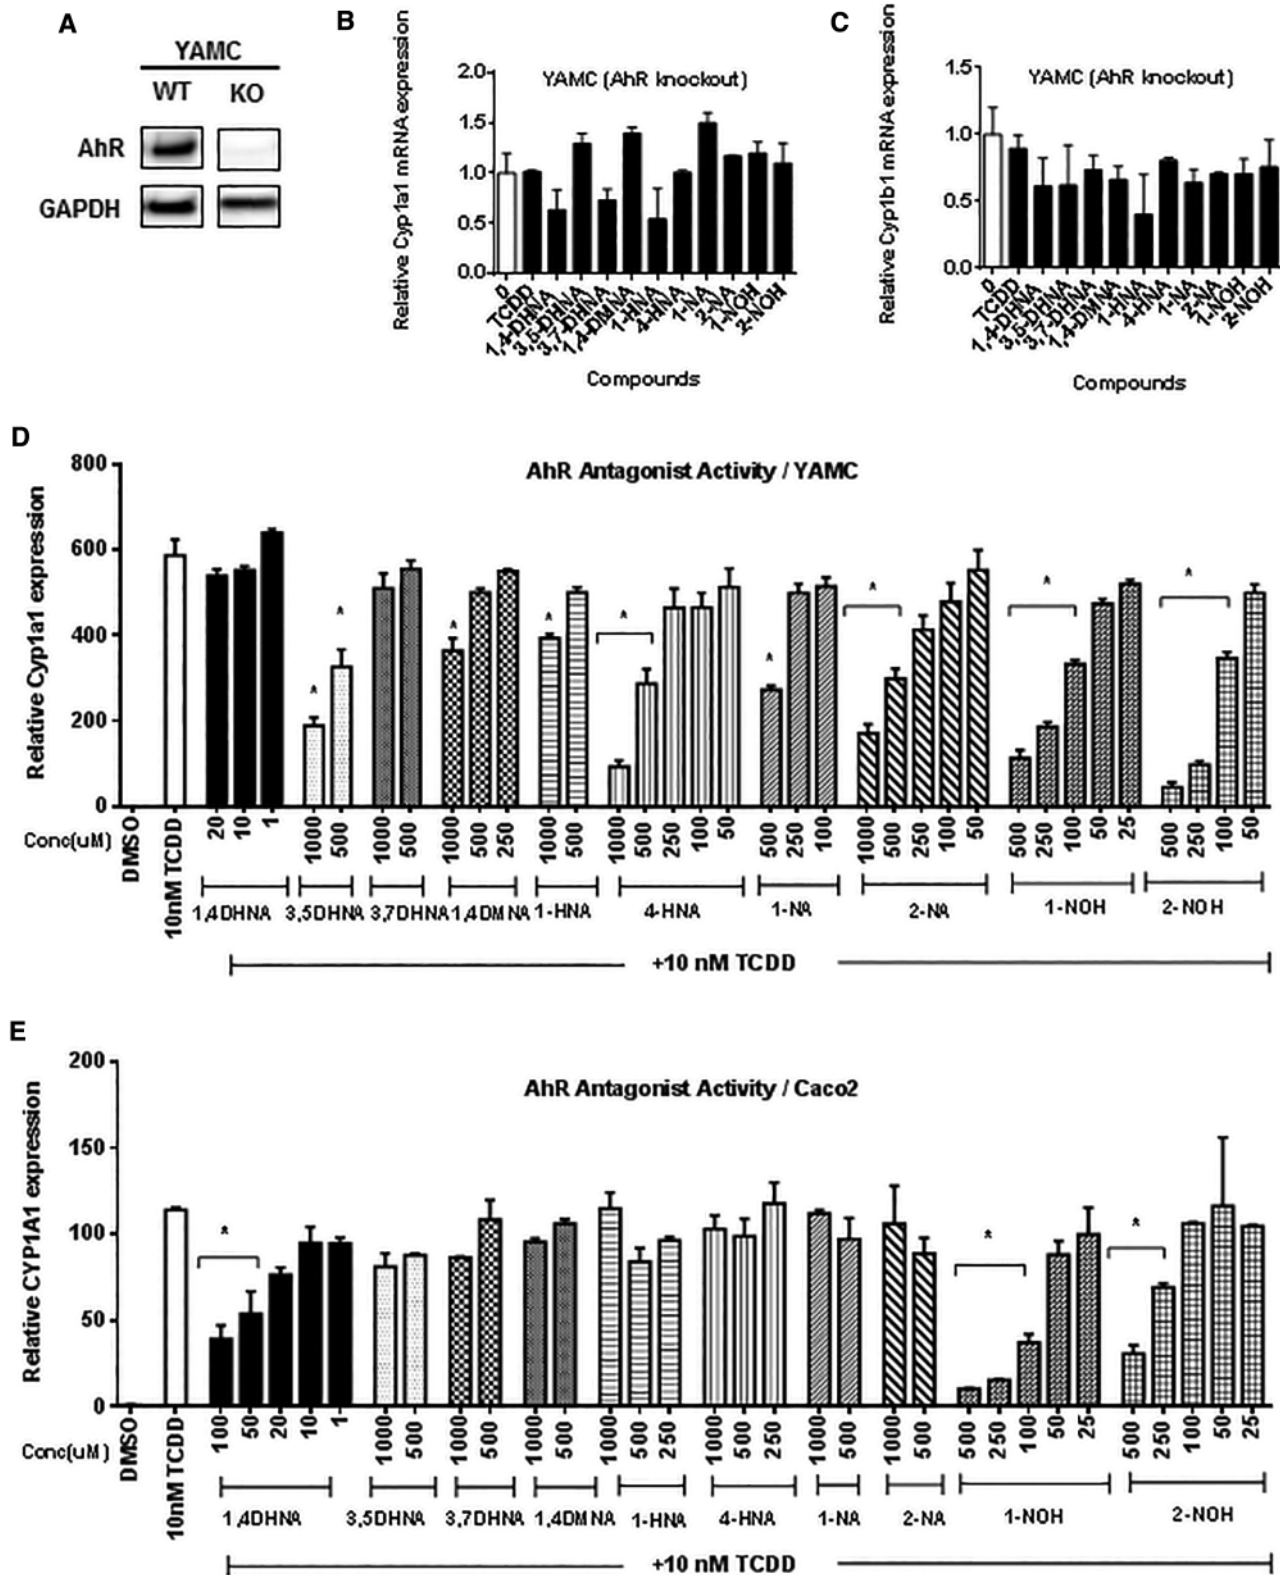 A
YAMC
WT KO
AhR
GAPDH
B
Relative Cyp1a1 mRNA expression
YAMC (AhR knockout)
2.0
1.5
1.0
0.5
0.0
0
TCDD
1,4-DHNA
3,5-DHNA
3,7-DHNA
1,4-DMNA
1-HNA
4-HNA
1-NA
2-NA
1-NOH
2-NOH
Compounds
C
Relative Cyp1b1 mRNA expression
YAMC (AhR knockout)
1.5
1.0
0.5
0.0
0
TCDD
1,4-DHNA
3,5-DHNA
3,7-DHNA
1,4-DMNA
1-HNA
4-HNA
1-NA
2-NA
1-NOH
2-NOH
Compounds
D
AhR Antagonist Activity / YAMC
Relative Cyp1a1 expression
800
600
400
200
0
* * * * * * * * *
Conc(uM)
DMSO
10nM TCDD
20 10 1 1000 500 1000 500 1000 500 250 1000 500 1000 500 250 100 50 500 250 100 1000 500 250 100 50 500 250 100 50 25 500 250 100 50
1,4DHNA 3,5DHNA 3,7DHNA 1,4DMNA 1-HNA 4-HNA 1-NA 2-NA 1-NOH 2-NOH
+10 nM TCDD
E
AhR Antagonist Activity / Caco2
Relative CYP1A1 expression
200
150
100
50
0
* * *
Conc(uM)
DMSO
10nM TCDD
100 50 20 10 1 1000 500 1000 500 1000 500 1000 500 250 1000 500 250 1000 500 1000 500 500 250 100 50 25 500 250 100 50 25
1,4DHNA 3,5DHNA 3,7DHNA 1,4DMNA 1-HNA 4-HNA 1-NA 2-NA 1-NOH 2-NOH
+10 nM TCDD